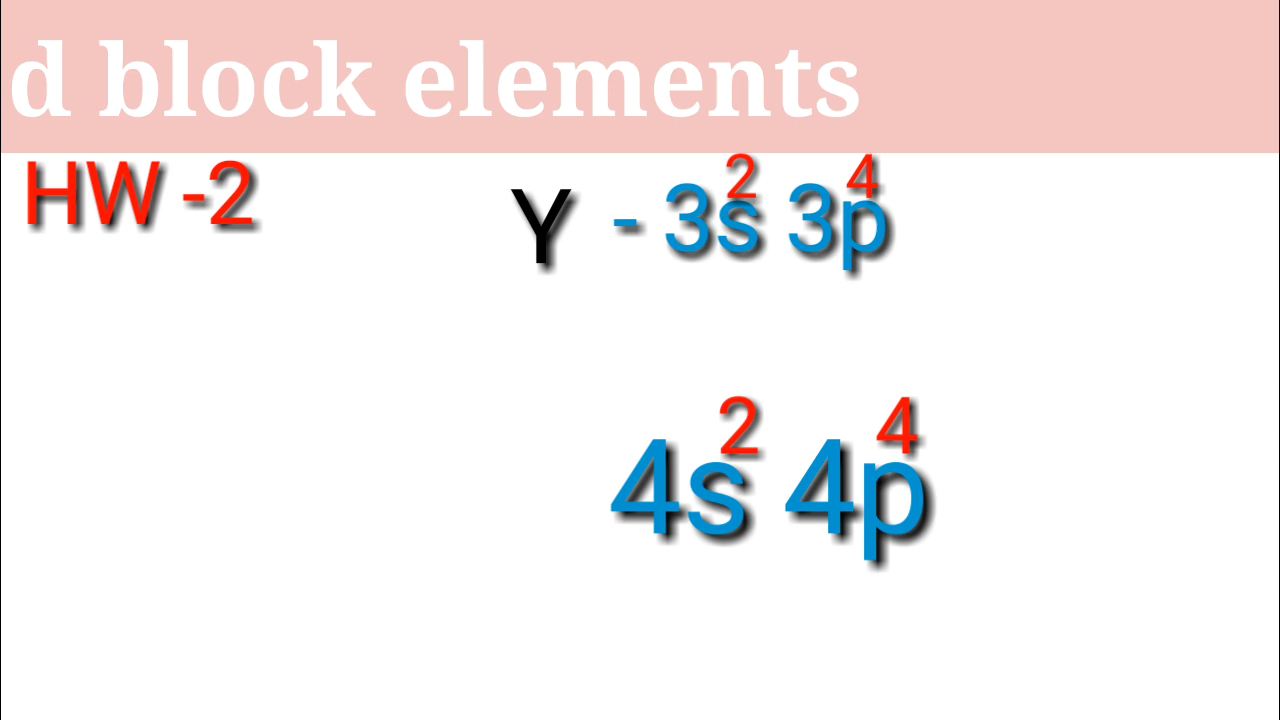 d block elements
HW -2
Y - 3s² 3p⁴
4s² 4p⁴